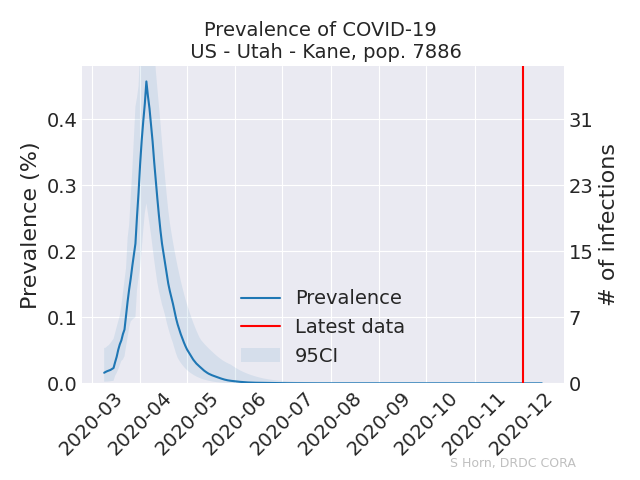 Prevalence of COVID-19
US - Utah - Kane, pop. 7886
Prevalence (%)
0.4
0.3
0.2
0.1
0.0
31
23
15
7
0
# of infections
Prevalence
Latest data
95CI
2020-03
2020-04
2020-05
2020-06
2020-07
2020-08
2020-09
2020-10
2020-11
2020-12
S Horn, DRDC CORA